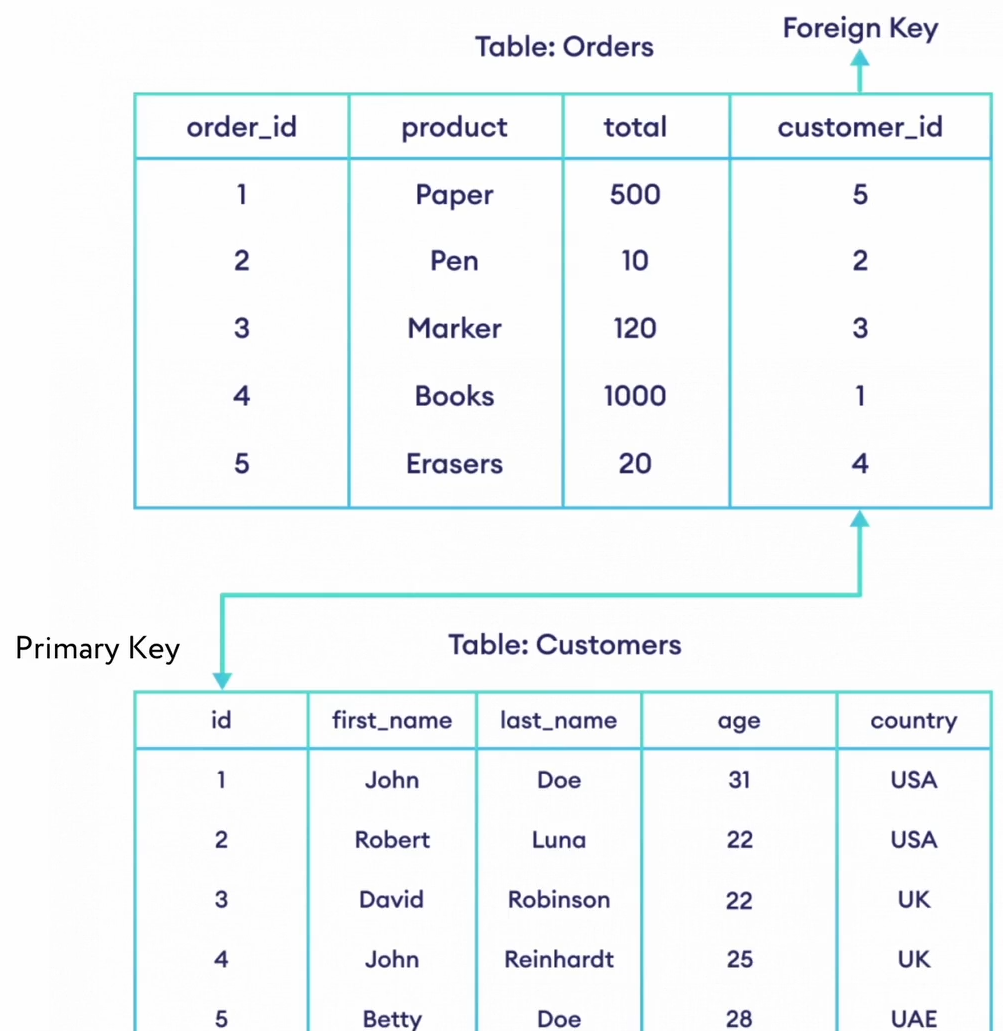 Foreign Key
Table: Orders
order_id product total customer_id
1 Paper 500 5
2 Pen 10 2
3 Marker 120 3
4 Books 1000 1
5 Erasers 20 4
Primary Key
Table: Customers
id first_name last_name age country
1 John Doe 31 USA
2 Robert Luna 22 USA
3 David Robinson 22 UK
4 John Reinhardt 25 UK
5 Betty Doe 28 UAE